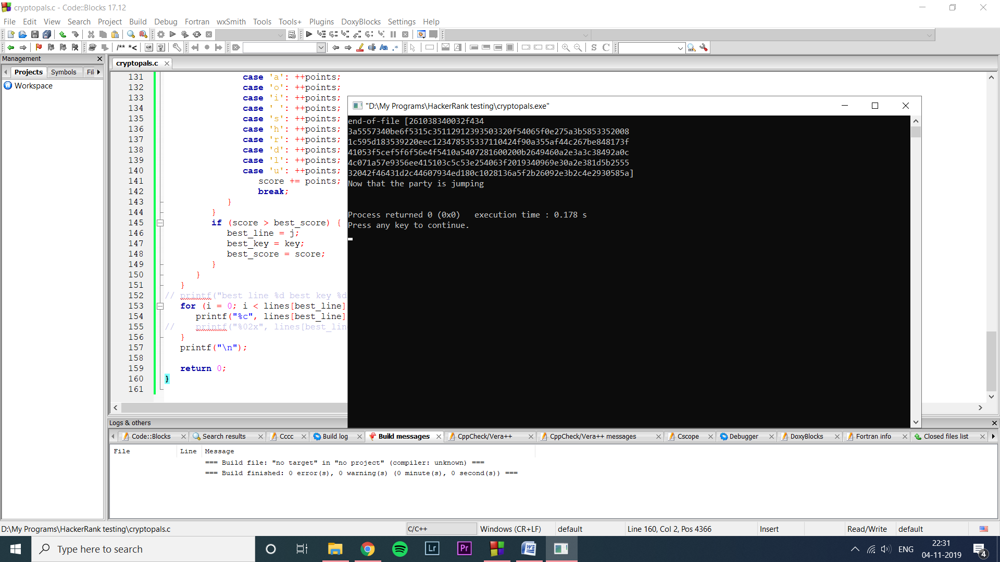 cryptopals.c - Code::Blocks 17.12
File Edit View Search Project Build Debug Fortran wxSmith Tools Tools+ Plugins DoxyBlocks Settings Help
/** *<
Management
Projects Symbols Fil
Workspace
cryptopals.c
131 case 'a': ++points;
132 case 'o': ++points;
133 case 'i': ++points;
134 case ' ': ++points;
135 case 's': ++points;
136 case 'h': ++points;
137 case 'r': ++points;
138 case 'd': ++points;
139 case 'l': ++points;
140 case 'u': ++points;
141 score += points;
142 break;
143 }
144 }
145 if (score > best_score) {
146 best_line = j;
147 best_key = key;
148 best_score = score;
149 }
150 }
151 }
152 // printf("best line %d best key %d
153 for (i = 0; i < lines[best_line]
154 printf("%c", lines[best_line]
155 // printf("%02x", lines[best_lin
156 }
157 printf("\n");
158
159 return 0;
160 }
161
"D:\My Programs\HackerRank testing\cryptopals.exe"
end-of-file [261038340032f434
3a5557340be6f5315c35112912393503320f54065f0e275a3b5853352008
1c595d183539220eec123478535337110424f90a355af44c267be848173f
41053f5cef5f6f56e4f5410a5407281600200b2649460a2e3a3c38492a0c
4c071a57e9356ee415103c5c53e254063f2019340969e30a2e381d5b2555
32042f46431d2c44607934ed180c1028136a5f2b26092e3b2c4e2930585a]
Now that the party is jumping
Process returned 0 (0x0) execution time : 0.178 s
Press any key to continue.
Logs & others
Code::Blocks Search results Cccc Build log Build messages CppCheck/Vera++ CppCheck/Vera++ messages Cscope Debugger DoxyBlocks Fortran info Closed files list
File Line Message
=== Build file: "no target" in "no project" (compiler: unknown) ===
=== Build finished: 0 error(s), 0 warning(s) (0 minute(s), 0 second(s)) ===
D:\My Programs\HackerRank testing\cryptopals.c C/C++ Windows (CR+LF) default Line 160, Col 2, Pos 4366 Insert Read/Write default
Type here to search
Lr
Pr
ENG
22:31
04-11-2019
4